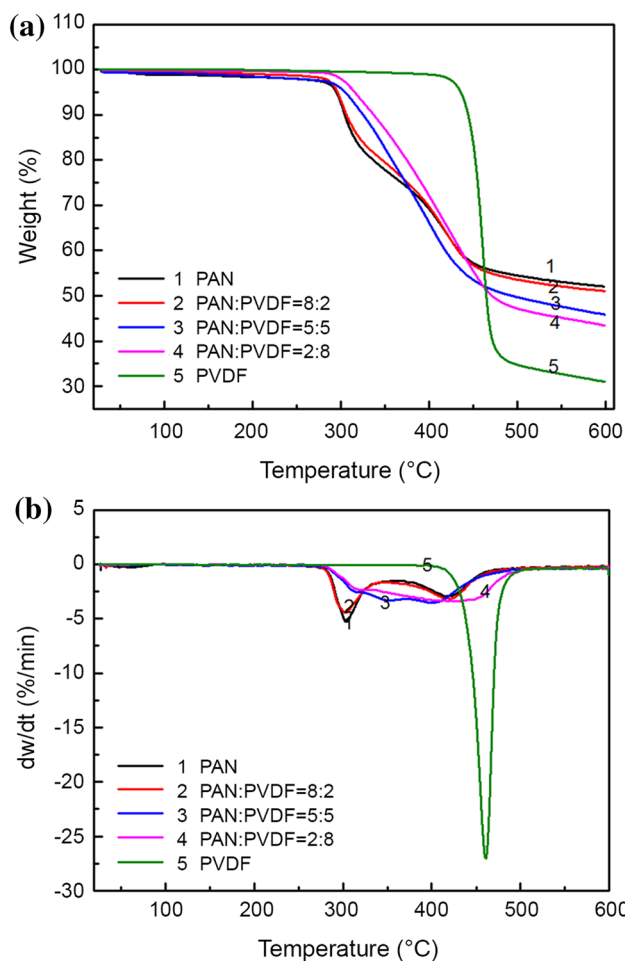 (a)
110
100
90
80
70
60
50
40
30
Weight (%)
1 PAN
2 PAN:PVDF=8:2
3 PAN:PVDF=5:5
4 PAN:PVDF=2:8
5 PVDF
1
2
3
4
5
100 200 300 400 500 600
Temperature (°C)
(b)
5
0
-5
-10
-15
-20
-25
-30
dw/dt (%/min)
5
2
3
4
1
1 PAN
2 PAN:PVDF=8:2
3 PAN:PVDF=5:5
4 PAN:PVDF=2:8
5 PVDF
100 200 300 400 500 600
Temperature (°C)